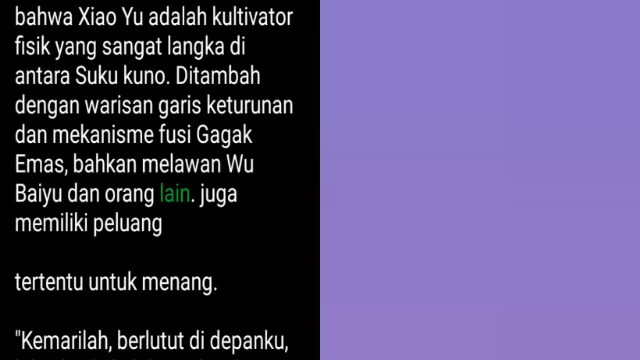 bahwa Xiao Yu adalah kultivator
fisik yang sangat langka di
antara Suku kuno. Ditambah
dengan warisan garis keturunan
dan mekanisme fusi Gagak
Emas, bahkan melawan Wu
Baiyu dan orang lain. juga
memiliki peluang
tertentu untuk menang.
"Kemarilah, berlutut di depanku,